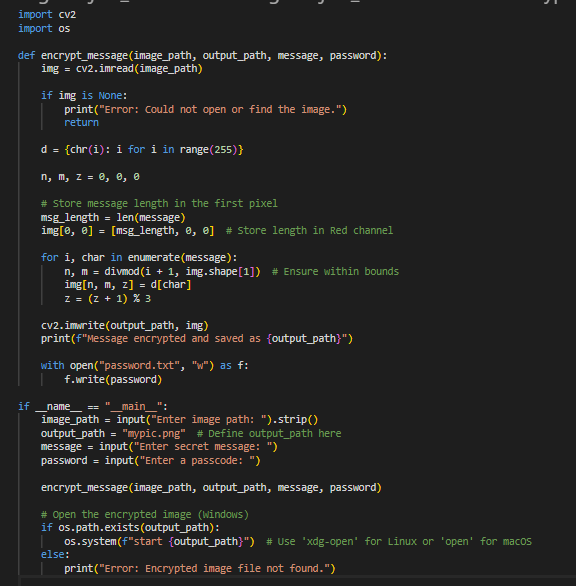 import cv2
import os
def encrypt_message(image_path, output_path, message, password):
    img = cv2.imread(image_path)
    if img is None:
        print("Error: Could not open or find the image.")
        return
    d = {chr(i): i for i in range(255)}
    n, m, z = 0, 0, 0
    # Store message length in the first pixel
    msg_length = len(message)
    img[0, 0] = [msg_length, 0, 0]  # Store length in Red channel
    for i, char in enumerate(message):
        n, m = divmod(i + 1, img.shape[1])  # Ensure within bounds
        img[n, m, z] = d[char]
        z = (z + 1) % 3
    cv2.imwrite(output_path, img)
    print(f"Message encrypted and saved as {output_path}")
    with open("password.txt", "w") as f:
        f.write(password)
if __name__ == "__main__":
    image_path = input("Enter image path: ").strip()
    output_path = "mypic.png"  # Define output_path here
    message = input("Enter secret message: ")
    password = input("Enter a passcode: ")
    encrypt_message(image_path, output_path, message, password)
    # Open the encrypted image (Windows)
    if os.path.exists(output_path):
        os.system(f"start {output_path}")  # Use 'xdg-open' for Linux or 'open' for macOS
    else:
        print("Error: Encrypted image file not found.")